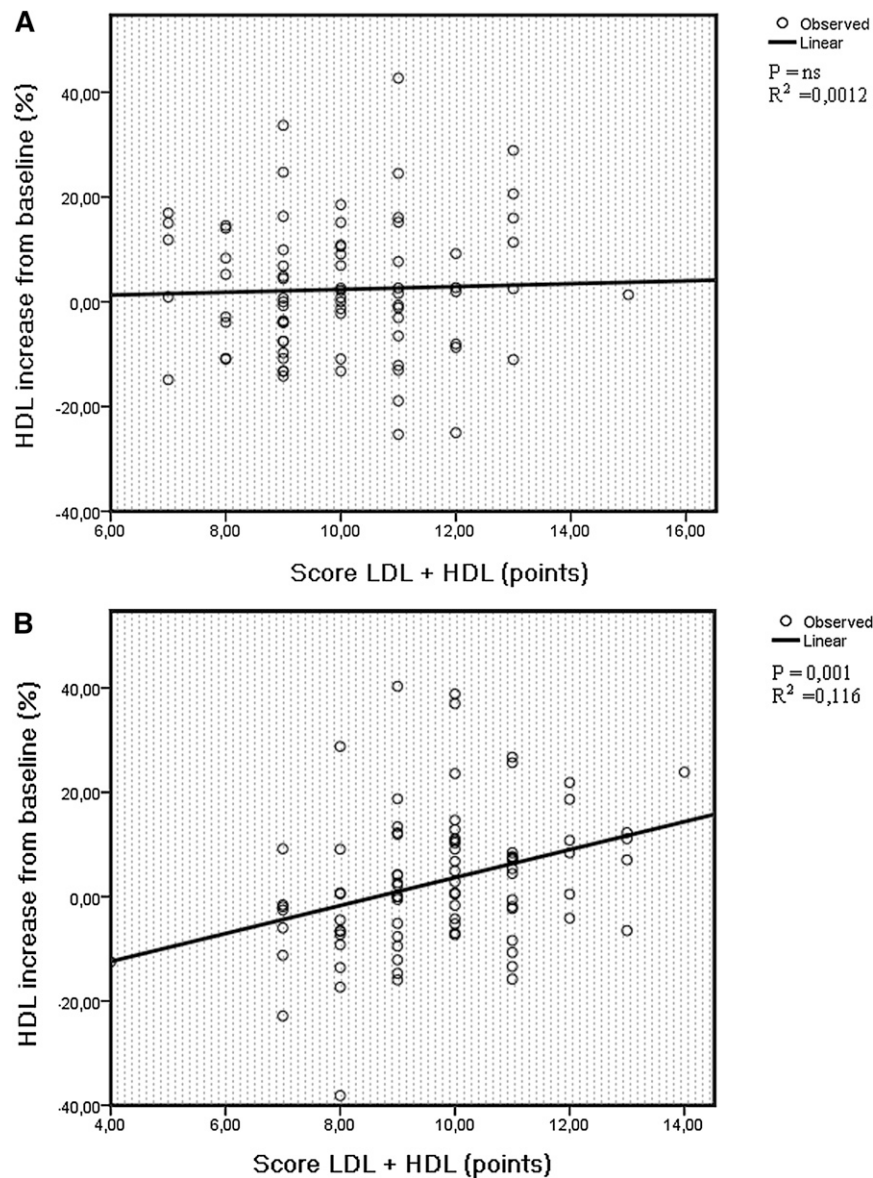 A
Observed
Linear
P = ns
R² =0,0012
HDL increase from baseline (%)
40,00
20,00
0,00
-20,00
-40,00
6,00 8,00 10,00 12,00 14,00 16,00
Score LDL + HDL (points)
B
Observed
Linear
P = 0,001
R² =0,116
HDL increase from baseline (%)
40,00
20,00
0,00
-20,00
-40,00
4,00 6,00 8,00 10,00 12,00 14,00
Score LDL + HDL (points)